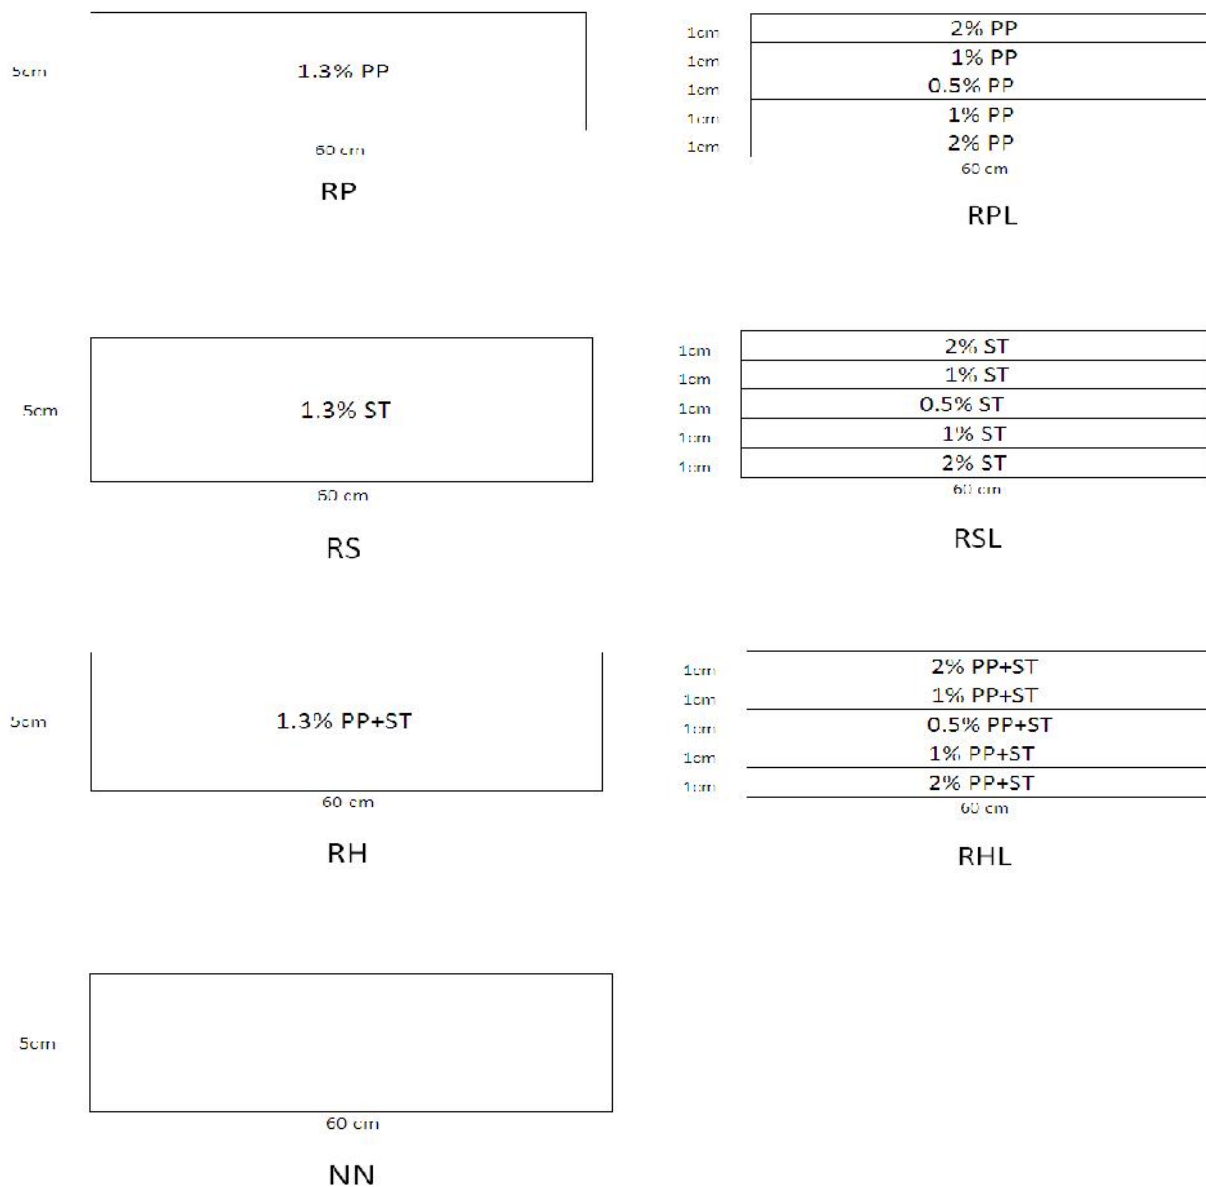 5cm
1.3% PP
60 cm
RP
1cm 2% PP
1cm 1% PP
1cm 0.5% PP
1cm 1% PP
1cm 2% PP
60 cm
RPL
5cm
1.3% ST
60 cm
RS
1cm 2% ST
1cm 1% ST
1cm 0.5% ST
1cm 1% ST
1cm 2% ST
60 cm
RSL
5cm
1.3% PP+ST
60 cm
RH
1cm 2% PP+ST
1cm 1% PP+ST
1cm 0.5% PP+ST
1cm 1% PP+ST
1cm 2% PP+ST
60 cm
RHL
5cm
60 cm
NN